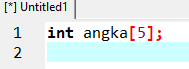 [*] Untitled1
1 int angka[5];
2